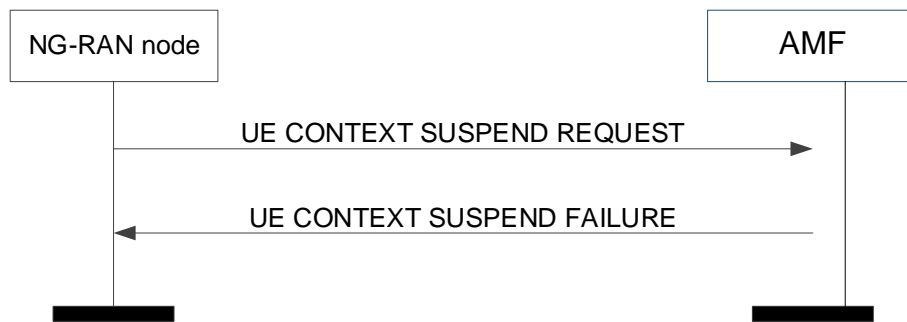 NG-RAN node
AMF
UE CONTEXT SUSPEND REQUEST
UE CONTEXT SUSPEND FAILURE